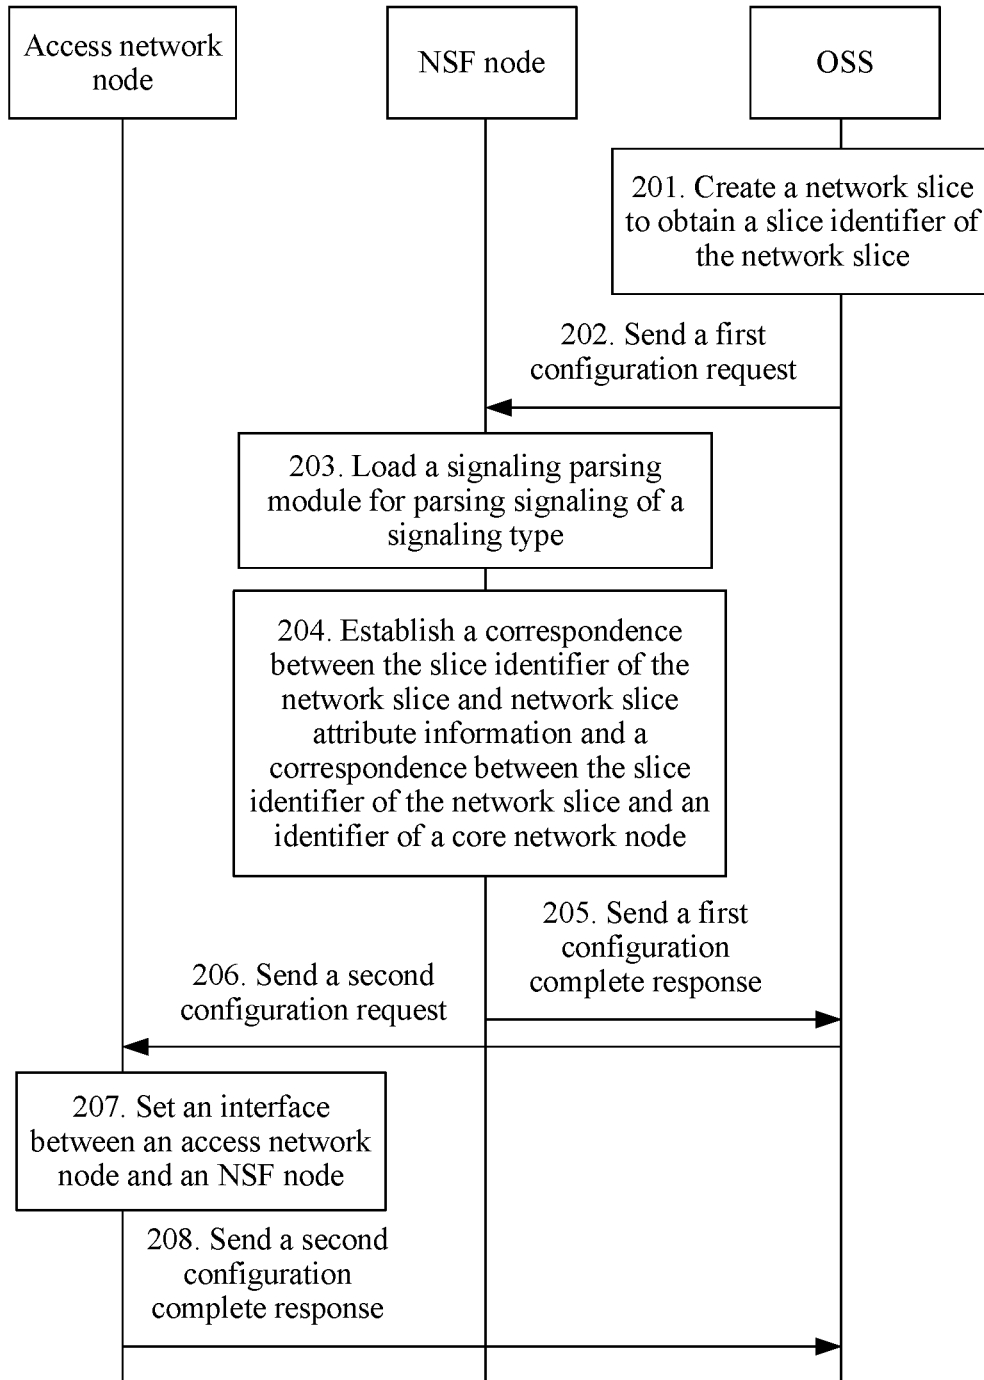 Access network
node
NSF node
OSS
201. Create a network slice
to obtain a slice identifier of
the network slice
202. Send a first
configuration request
203. Load a signaling parsing
module for parsing signaling of a
signaling type
204. Establish a correspondence
between the slice identifier of the
network slice and network slice
attribute information and a
correspondence between the slice
identifier of the network slice and an
identifier of a core network node
205. Send a first
configuration
complete response
206. Send a second
configuration request
207. Set an interface
between an access network
node and an NSF node
208. Send a second
configuration
complete response